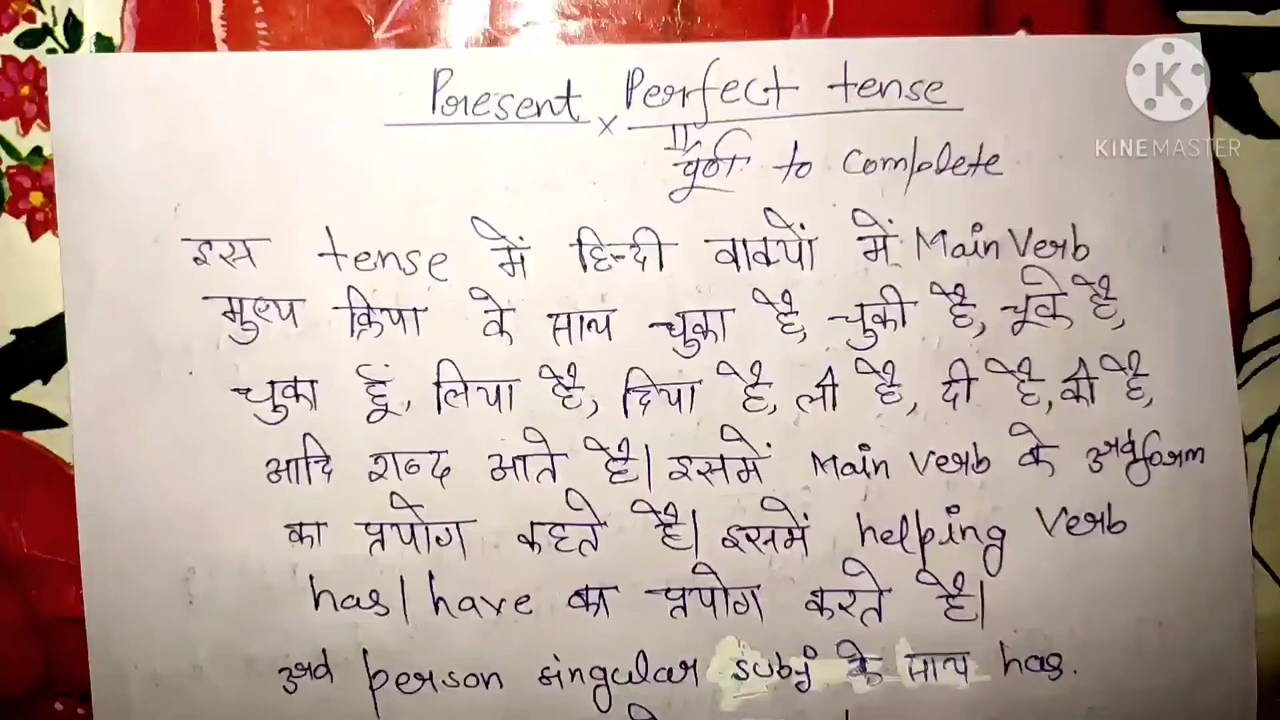 Present Perfect tense
पूर्ण to complete
K
KINEMASTER
इस tense में हिन्दी वाक्यों में Main Verb
मुख्य क्रिया के साथ चुका है, चुकी है, चूके है,
चुका हूँ, लिया है, दिया है, ली है, दी है, की है,
आदि शब्द आते है। इसमें Main verb के 3rd form
का प्रयोग कहते है। इसमें helping Verb
has/have का प्रयोग करते है।
3rd person singular subj के साथ has.